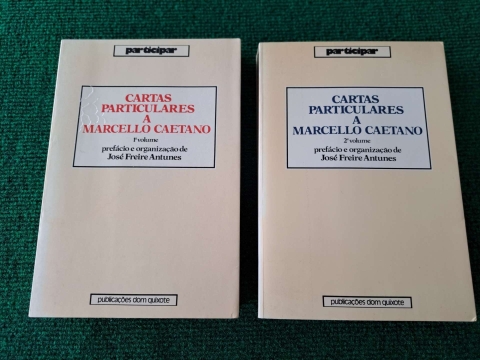 participar
CARTAS
PARTICULARES
A
MARCELLO CAETANO
1º volume
prefácio e organização de
José Freire Antunes
publicações dom quixote
participar
CARTAS
PARTICULARES
A
MARCELLO CAETANO
2º volume
prefácio e organização de
José Freire Antunes
publicações dom quixote